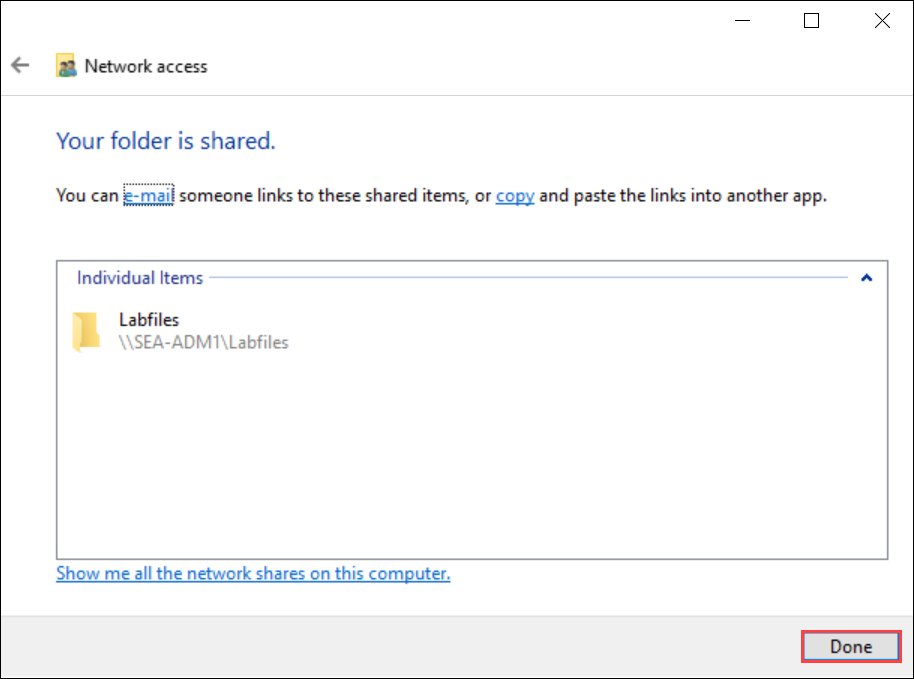 Network access
Your folder is shared.
You can e-mail someone links to these shared items, or copy and paste the links into another app.
Individual Items
Labfiles
\\SEA-ADM1\Labfiles
Show me all the network shares on this computer.
Done